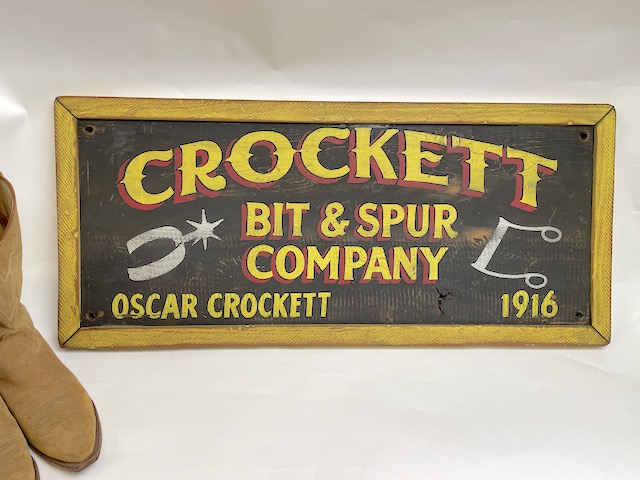 CROCKETT
BIT & SPUR
COMPANY
OSCAR CROCKETT 1916